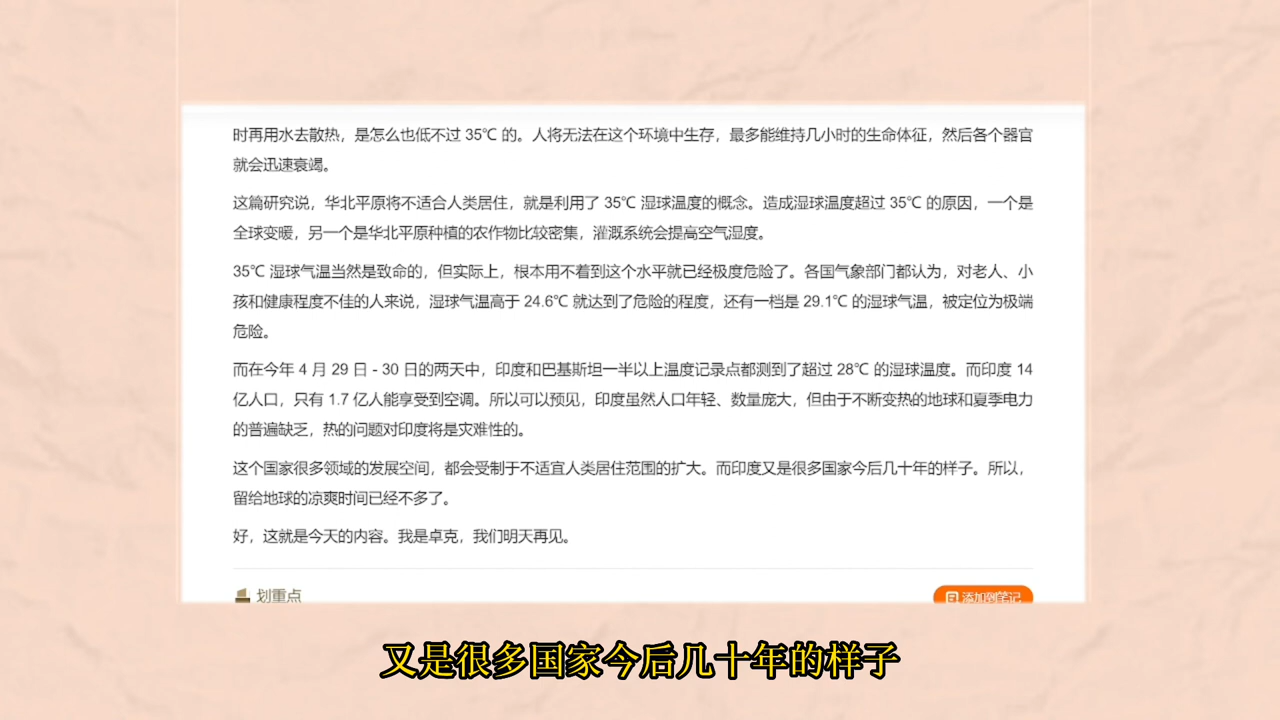 时再用水去散热，是怎么也低不过 35℃ 的。人将无法在这个环境中生存，最多能维持几小时的生命体征，然后各个器官
就会迅速衰竭。
这篇研究说，华北平原将不适合人类居住，就是利用了 35℃ 湿球温度的概念。造成湿球温度超过 35℃ 的原因，一个是
全球变暖，另一个是华北平原种植的农作物比较密集，灌溉系统会提高空气湿度。
35℃ 湿球气温当然是致命的，但实际上，根本用不着到这个水平就已经极度危险了。各国气象部门都认为，对老人、小
孩和健康程度不佳的人来说，湿球气温高于 24.6℃ 就达到了危险的程度，还有一档是 29.1℃ 的湿球气温，被定位为极端
危险。
而在今年 4 月 29 日 - 30 日的两天中，印度和巴基斯坦一半以上温度记录点都测到了超过 28℃ 的湿球温度。而印度 14
亿人口，只有 1.7 亿人能享受到空调。所以可以预见，印度虽然人口年轻、数量庞大，但由于不断变热的地球和夏季电力
的普遍缺乏，热的问题对印度将是灾难性的。
这个国家很多领域的发展空间，都会受制于不适宜人类居住范围的扩大。而印度又是很多国家今后几十年的样子。所以，
留给地球的凉爽时间已经不多了。
好，这就是今天的内容。我是卓克，我们明天再见。
划重点
添加到笔记
又是很多国家今后几十年的样子